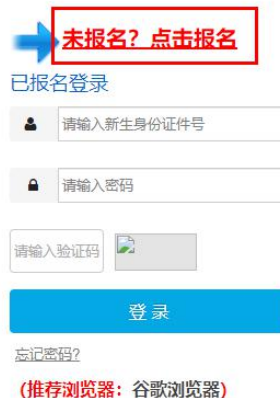 未报名？点击报名
已报名登录
请输入新生身份证件号
请输入密码
请输入验证码
登录
忘记密码?
(推荐浏览器：谷歌浏览器)